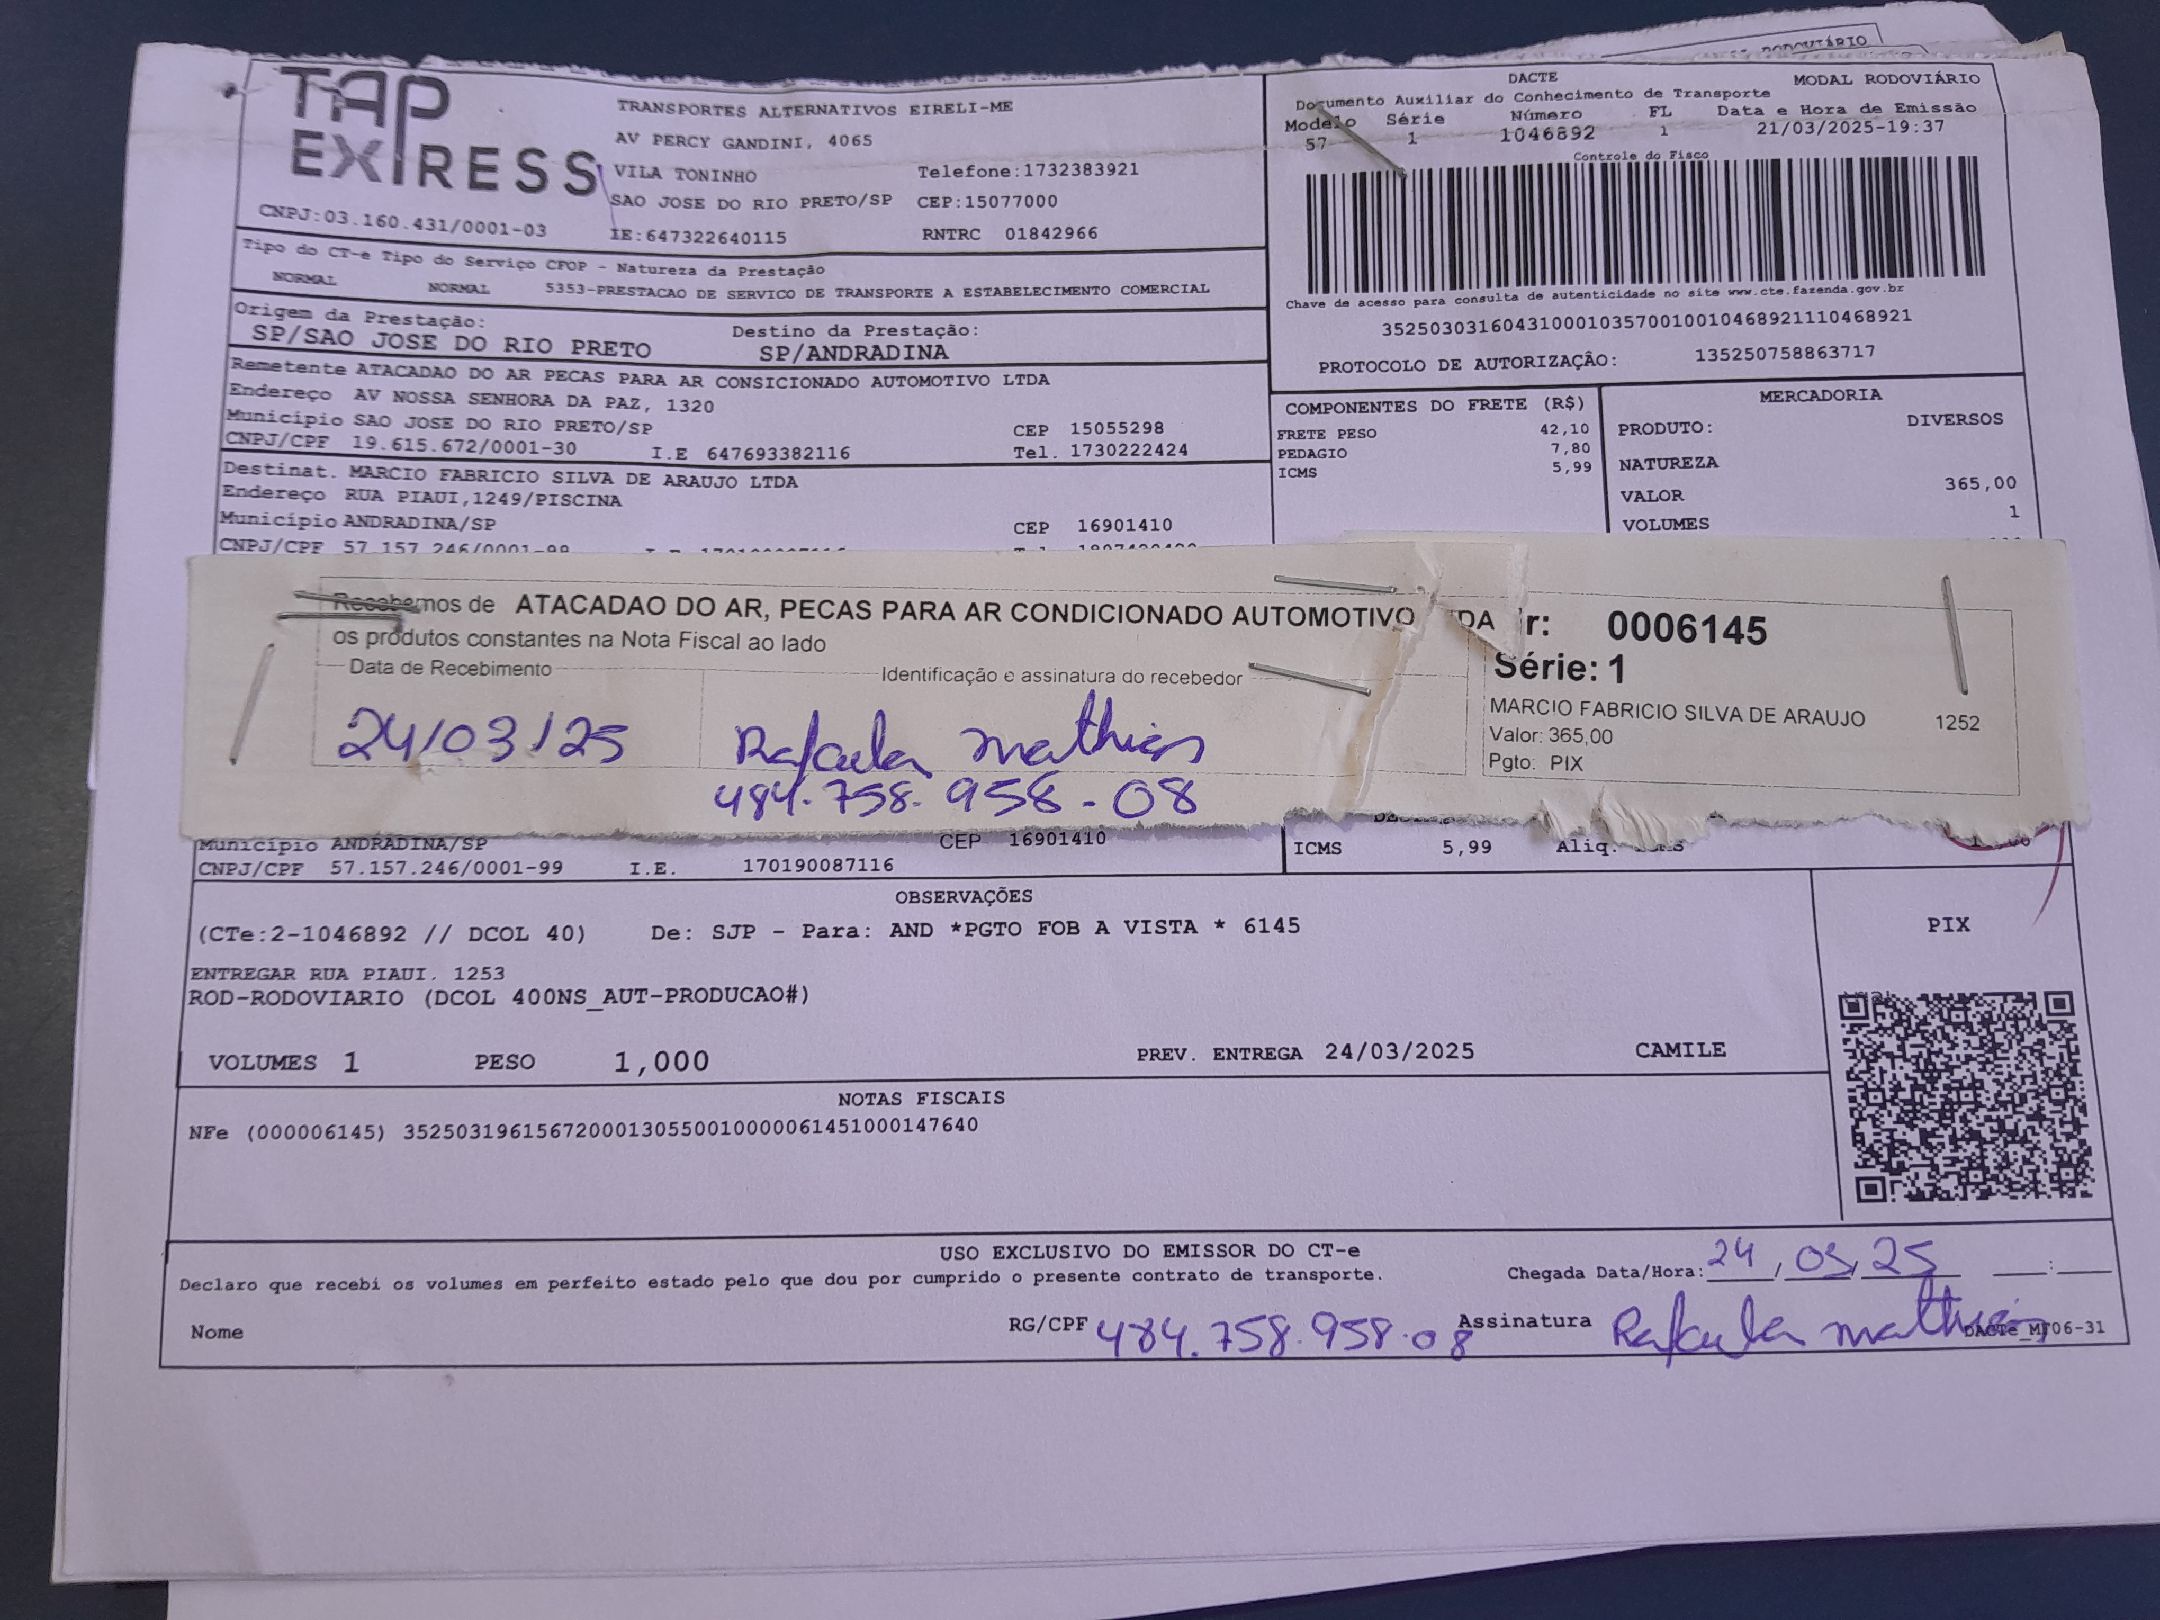 TAP
EXPRESS
CNPJ:03.160.431/0001-03
TRANSPORTES ALTERNATIVOS EIRELI-ME
AV PERCY GANDINI, 4065
VILA TONINHO Telefone:1732383921
SAO JOSE DO RIO PRETO/SP CEP:15077000
IE:647322640115 RNTRC 01842966
DACTE MODAL RODOVIÁRIO
Documento Auxiliar do Conhecimento de Transporte
Modelo Série Número FL Data e Hora de Emissão
57 1 1046892 1 21/03/2025-19:37
Controle do Fisco
Chave de acesso para consulta de autenticidade no site www.cte.fazenda.gov.br
35250303160431000103570010010468921110468921
PROTOCOLO DE AUTORIZAÇÃO: 135250758863717
Tipo do CT-e Tipo do Serviço CFOP - Natureza da Prestação
NORMAL NORMAL 5353-PRESTACAO DE SERVICO DE TRANSPORTE A ESTABELECIMENTO COMERCIAL
Origem da Prestação: Destino da Prestação:
SP/SAO JOSE DO RIO PRETO SP/ANDRADINA
Remetente ATACADAO DO AR PECAS PARA AR CONSICIONADO AUTOMOTIVO LTDA
Endereço AV NOSSA SENHORA DA PAZ, 1320
Município SAO JOSE DO RIO PRETO/SP CEP 15055298
CNPJ/CPF 19.615.672/0001-30 I.E 647693382116 Tel. 1730222424
Destinat. MARCIO FABRICIO SILVA DE ARAUJO LTDA
Endereço RUA PIAUI,1249/PISCINA
Município ANDRADINA/SP CEP 16901410
CNPJ/CPF 57.157.246/0001-99
COMPONENTES DO FRETE (R$)
FRETE PESO 42,10
PEDAGIO 7,80
ICMS 5,99
MERCADORIA
PRODUTO: DIVERSOS
NATUREZA
VALOR 365,00
VOLUMES 1
Recebemos de ATACADAO DO AR, PECAS PARA AR CONDICIONADO AUTOMOTIVO
os produtos constantes na Nota Fiscal ao lado
Data de Recebimento Identificação e assinatura do recebedor
24/03/25 Rafaela Mathias
484.758.958-08
r: 0006145
Série: 1
MARCIO FABRICIO SILVA DE ARAUJO 1252
Valor: 365,00
Pgto: PIX
Município ANDRADINA/SP CEP 16901410
CNPJ/CPF 57.157.246/0001-99 I.E. 170190087116
ICMS 5,99 Aliq.
OBSERVAÇÕES
(CTe:2-1046892 // DCOL 40) De: SJP - Para: AND *PGTO FOB A VISTA * 6145
ENTREGAR RUA PIAUI, 1253
ROD-RODOVIARIO (DCOL 400NS_AUT-PRODUCAO#)
VOLUMES 1 PESO 1,000 PREV. ENTREGA 24/03/2025 CAMILE
PIX
NOTAS FISCAIS
NFe (000006145) 35250319615672000130550010000061451000147640
USO EXCLUSIVO DO EMISSOR DO CT-e
Declaro que recebi os volumes em perfeito estado pelo que dou por cumprido o presente contrato de transporte. Chegada Data/Hora: 24/03/25 :
Nome RG/CPF 484.758.958-08 Assinatura Rafaela Mathias
DACTe_MF06-31